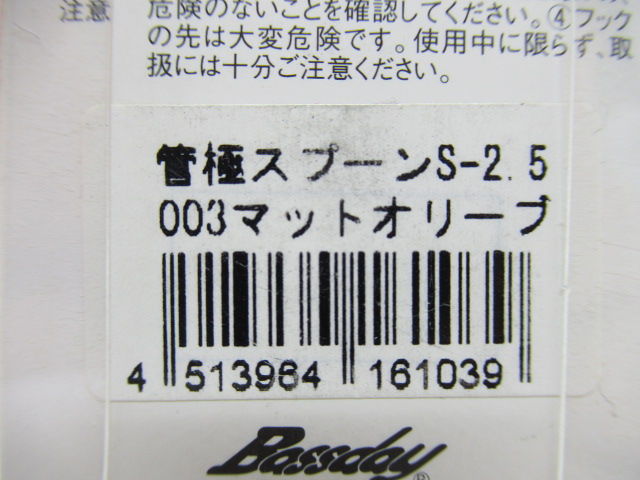 注意
危険のないことを確認してください。④フック
の先は大変危険です。使用中に限らず、取
扱には十分ご注意ください。
管極スプーンS-2.5
003マットオリーブ
4 513964 161039
Bassday®